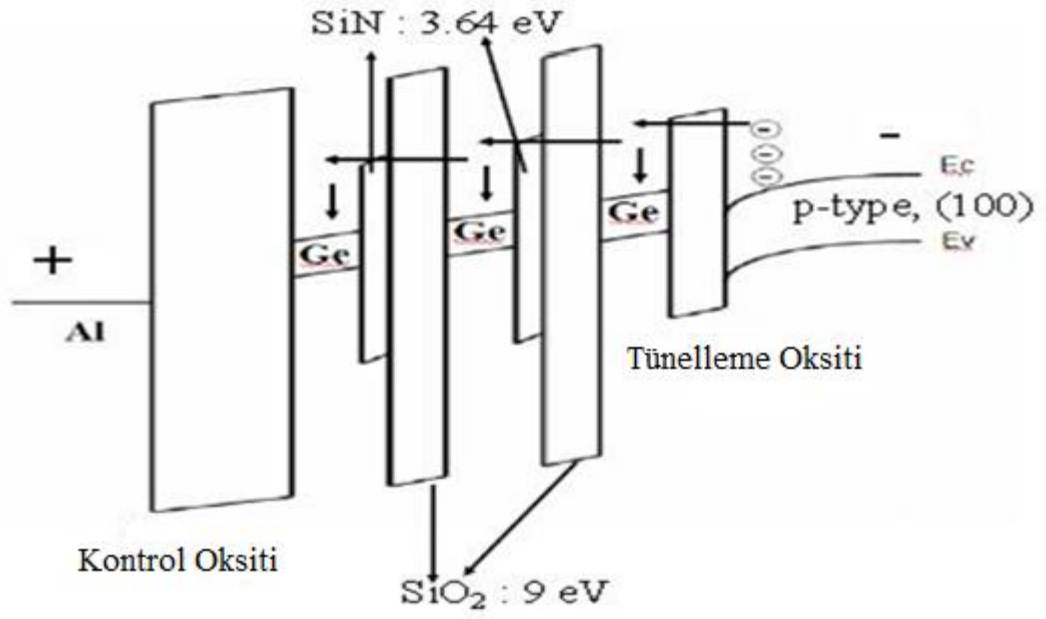 SiN : 3.64 eV
-
Ec
p-type, (100)
Ev
Ge
Ge
Ge
+
Al
Tünelleme Oksiti
Kontrol Oksiti
SiO₂ : 9 eV